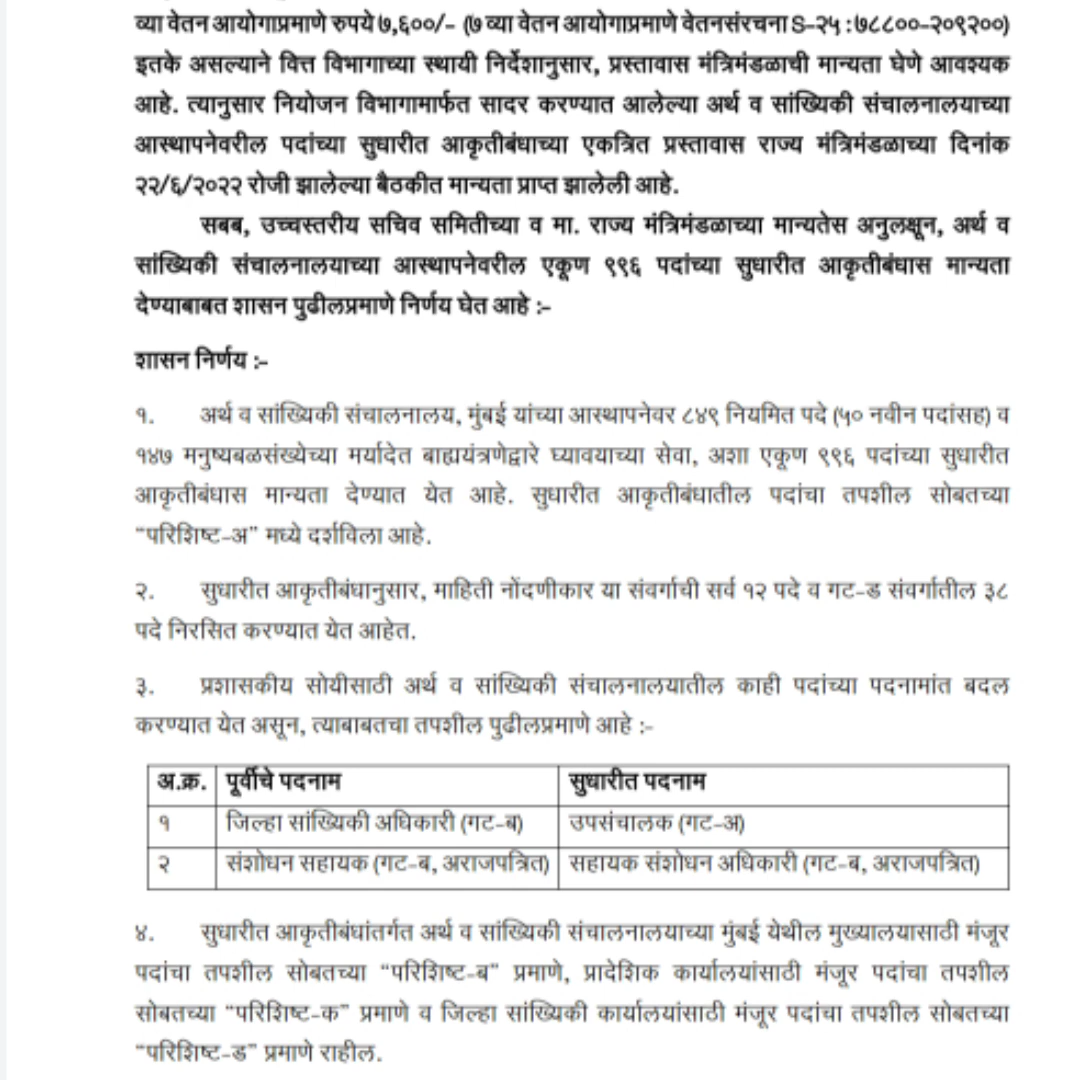 व्या वेतन आयोगाप्रमाणे रुपये ७,६००/- (७ व्या वेतन आयोगाप्रमाणे वेतनसंरचना S-२५ : ७८८००-२०९२००)
इतके असल्याने वित्त विभागाच्या स्थायी निर्देशानुसार, प्रस्तावास मंत्रिमंडळाची मान्यता घेणे आवश्यक
आहे. त्यानुसार नियोजन विभागामार्फत सादर करण्यात आलेल्या अर्थ व सांख्यिकी संचालनालयाच्या
आस्थापनेवरील पदांच्या सुधारीत आकृतीबंधाच्या एकत्रित प्रस्तावास राज्य मंत्रिमंडळाच्या दिनांक
२२/६/२०२२ रोजी झालेल्या बैठकीत मान्यता प्राप्त झालेली आहे.
सबब, उच्चस्तरीय सचिव समितीच्या व मा. राज्य मंत्रिमंडळाच्या मान्यतेस अनुलक्षून, अर्थ व
सांख्यिकी संचालनालयाच्या आस्थापनेवरील एकूण ९९६ पदांच्या सुधारीत आकृतीबंधास मान्यता
देण्याबाबत शासन पुढीलप्रमाणे निर्णय घेत आहे :-
शासन निर्णय :-
१. अर्थ व सांख्यिकी संचालनालय, मुंबई यांच्या आस्थापनेवर ८४९ नियमित पदे (५० नवीन पदांसह) व
१४७ मनुष्यबळसंख्येच्या मर्यादेत बाह्ययंत्रणेद्वारे घ्यावयाच्या सेवा, अशा एकूण ९९६ पदांच्या सुधारीत
आकृतीबंधास मान्यता देण्यात येत आहे. सुधारीत आकृतीबंधातील पदांचा तपशील सोबतच्या
"परिशिष्ट-अ" मध्ये दर्शविला आहे.
२. सुधारीत आकृतीबंधानुसार, माहिती नोंदणीकार या संवर्गाची सर्व १२ पदे व गट-ड संवर्गातील ३८
पदे निरसित करण्यात येत आहेत.
३. प्रशासकीय सोयीसाठी अर्थ व सांख्यिकी संचालनालयातील काही पदांच्या पदनामांत बदल
करण्यात येत असून, त्याबाबतचा तपशील पुढीलप्रमाणे आहे :-
अ.क्र. पूर्वीचे पदनाम सुधारीत पदनाम
१ जिल्हा सांख्यिकी अधिकारी (गट-ब) उपसंचालक (गट-अ)
२ संशोधन सहायक (गट-ब, अराजपत्रित) सहायक संशोधन अधिकारी (गट-ब, अराजपत्रित)
४. सुधारीत आकृतीबंधांतर्गत अर्थ व सांख्यिकी संचालनालयाच्या मुंबई येथील मुख्यालयासाठी मंजूर
पदांचा तपशील सोबतच्या "परिशिष्ट-ब" प्रमाणे, प्रादेशिक कार्यालयांसाठी मंजूर पदांचा तपशील
सोबतच्या "परिशिष्ट-क" प्रमाणे व जिल्हा सांख्यिकी कार्यालयांसाठी मंजूर पदांचा तपशील सोबतच्या
"परिशिष्ट-ड" प्रमाणे राहील.